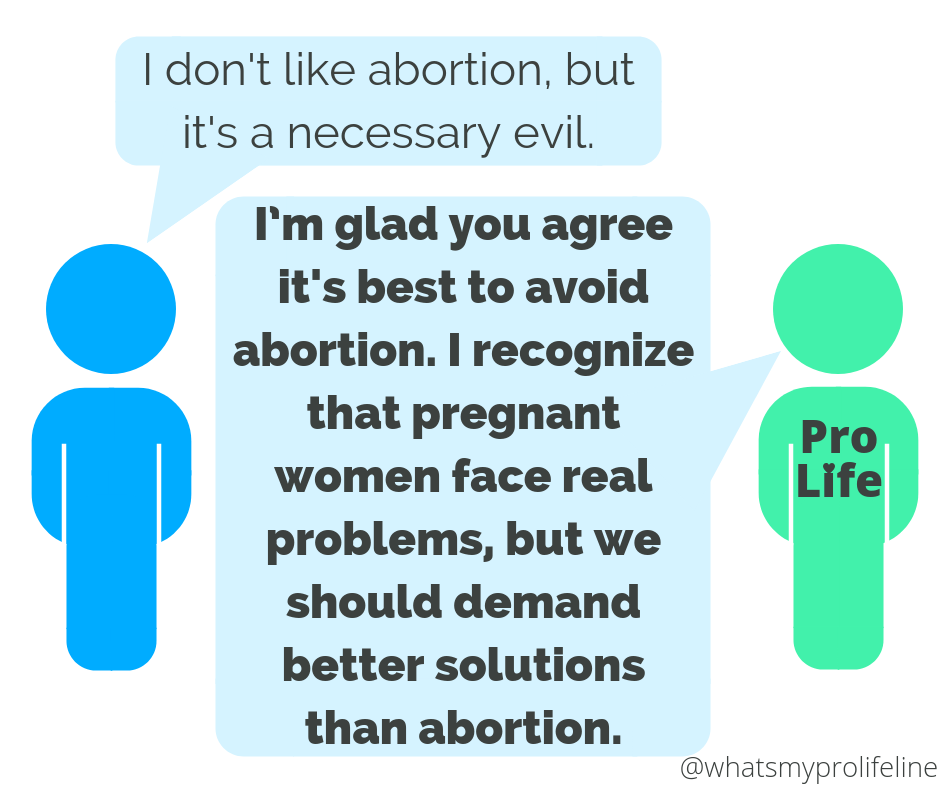 I don't like abortion, but
it's a necessary evil.
I’m glad you agree
it's best to avoid
abortion. I recognize
that pregnant
women face real
problems, but we
should demand
better solutions
than abortion.
Pro
Life
@whatsmyprolifeline